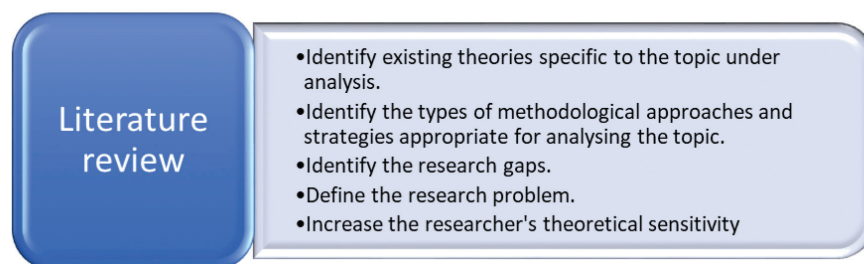 Literature
review
•Identify existing theories specific to the topic under
analysis.
•Identify the types of methodological approaches and
strategies appropriate for analysing the topic.
•Identify the research gaps.
•Define the research problem.
•Increase the researcher's theoretical sensitivity